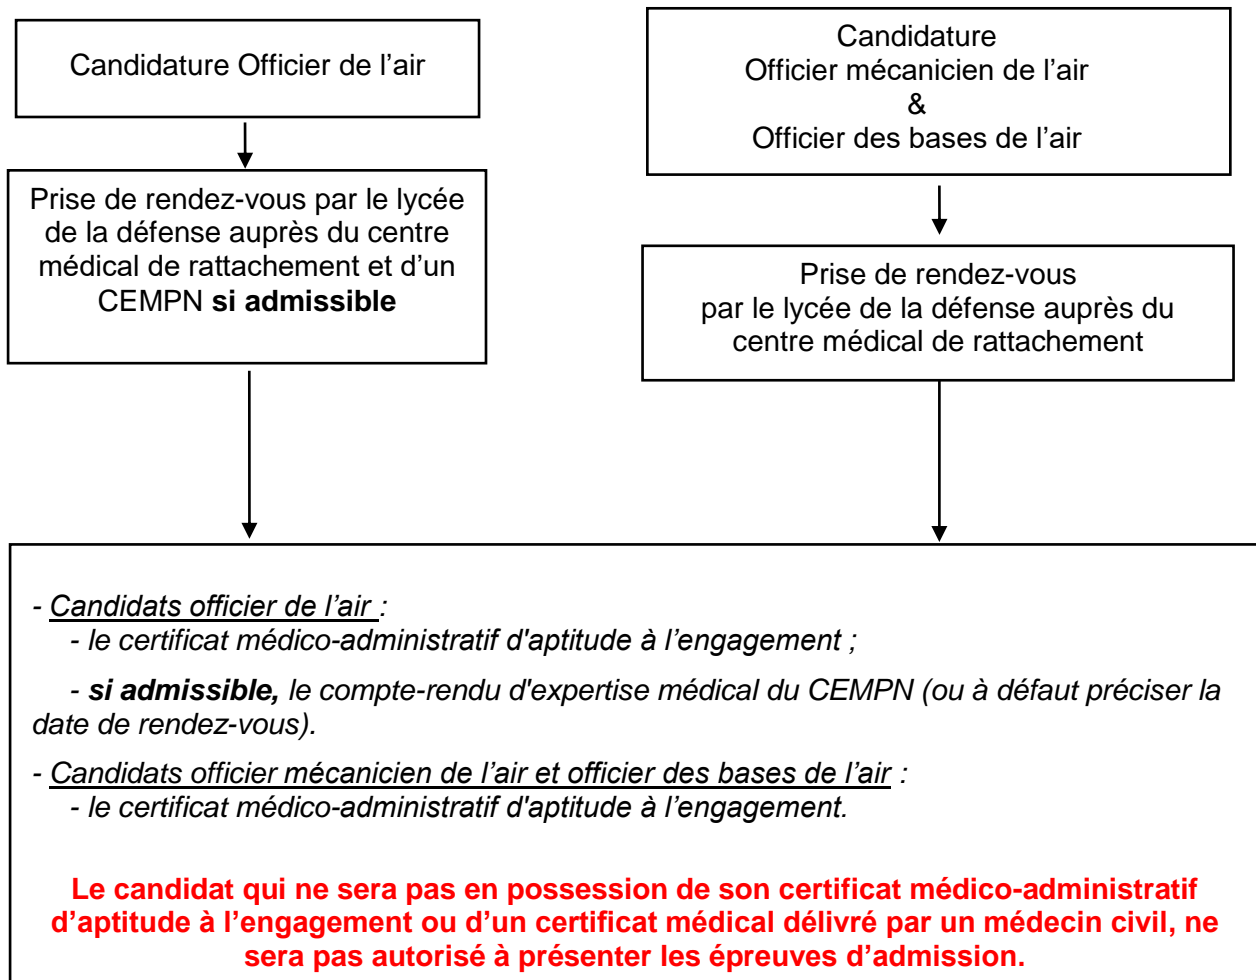 Candidature Officier de l’air
Candidature
Officier mécanicien de l’air
&
Officier des bases de l’air
Prise de rendez-vous par le lycée
de la défense auprès du centre
médical de rattachement et d’un
CEMPN si admissible
Prise de rendez-vous
par le lycée de la défense auprès du
centre médical de rattachement
- Candidats officier de l’air :
- le certificat médico-administratif d'aptitude à l’engagement ;
- si admissible, le compte-rendu d'expertise médical du CEMPN (ou à défaut préciser la
date de rendez-vous).
- Candidats officier mécanicien de l’air et officier des bases de l’air :
- le certificat médico-administratif d'aptitude à l’engagement.
Le candidat qui ne sera pas en possession de son certificat médico-administratif
d’aptitude à l’engagement ou d’un certificat médical délivré par un médecin civil, ne
sera pas autorisé à présenter les épreuves d’admission.